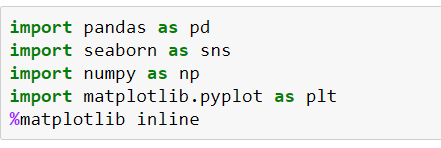 import pandas as pd
import seaborn as sns
import numpy as np
import matplotlib.pyplot as plt
%matplotlib inline